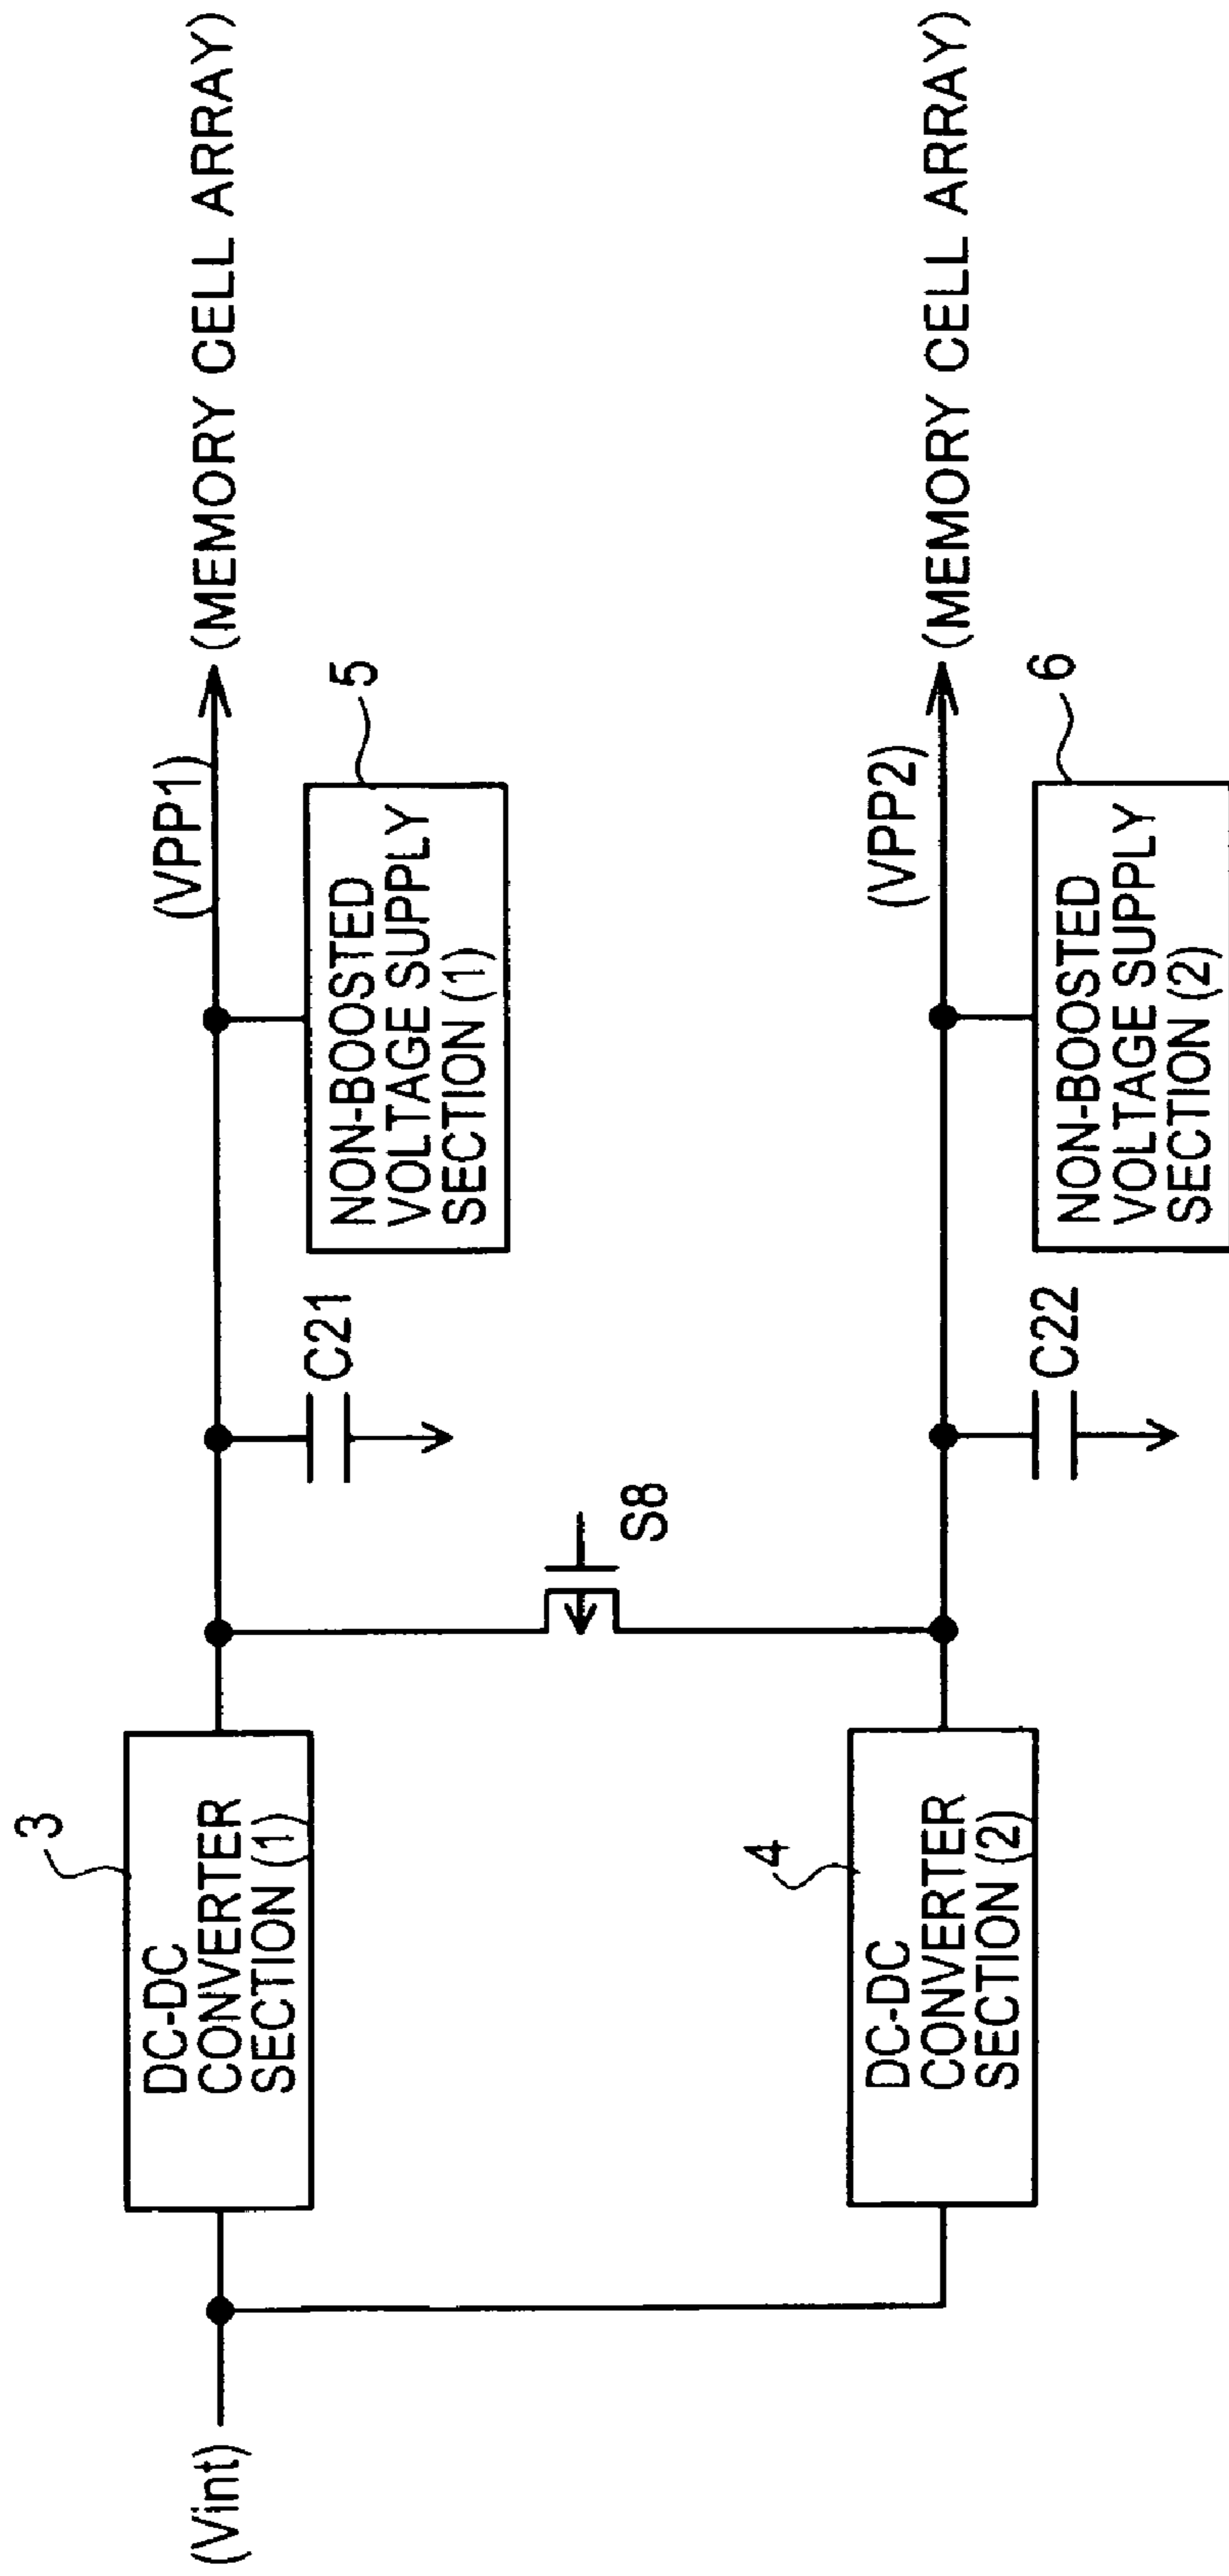 3
DC-DC
CONVERTER
SECTION (1)
(Vint)
S8
C21
(VPP1)
(MEMORY CELL ARRAY)
5
NON-BOOSTED
VOLTAGE SUPPLY
SECTION (1)
4
DC-DC
CONVERTER
SECTION (2)
C22
(VPP2)
(MEMORY CELL ARRAY)
6
NON-BOOSTED
VOLTAGE SUPPLY
SECTION (2)